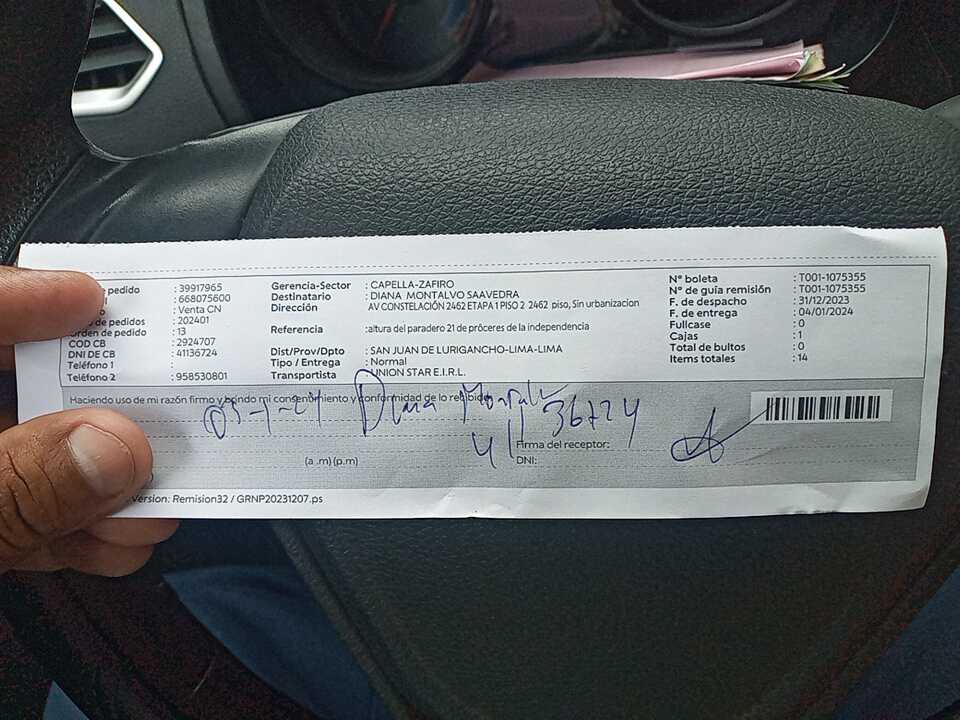 e pedido : 39917965
: 668075600
: Venta CN
de pedidos : 202401
Orden de pedido : 13
COD CB : 2924707
DNI DE CB : 41136724
Teléfono 1 :
Teléfono 2 : 958530801
Gerencia-Sector : CAPELLA-ZAFIRO
Destinatario : DIANA MONTALVO SAAVEDRA
Dirección AV CONSTELACIÓN 2462 ETAPA 1 PISO 2 2462 piso, Sin urbanizacion
Referencia :altura del paradero 21 de próceres de la independencia
Dist/Prov/Dpto : SAN JUAN DE LURIGANCHO-LIMA-LIMA
Tipo / Entrega : Normal
Transportista : UNION STAR E.I.R.L.
N° boleta : T001-1075355
N° de guía remisión : T001-1075355
F. de despacho : 31/12/2023
F. de entrega : 04/01/2024
Fullcase : 0
Cajas : 1
Total de bultos : 0
Items totales : 14
Haciendo uso de mi razón firmo y brindo mi consentimiento y conformidad de lo recibido
Diana
41136724
Firma del receptor:
(a .m) (p.m)
DNI:
Version: Remision32 / GRNP20231207.ps